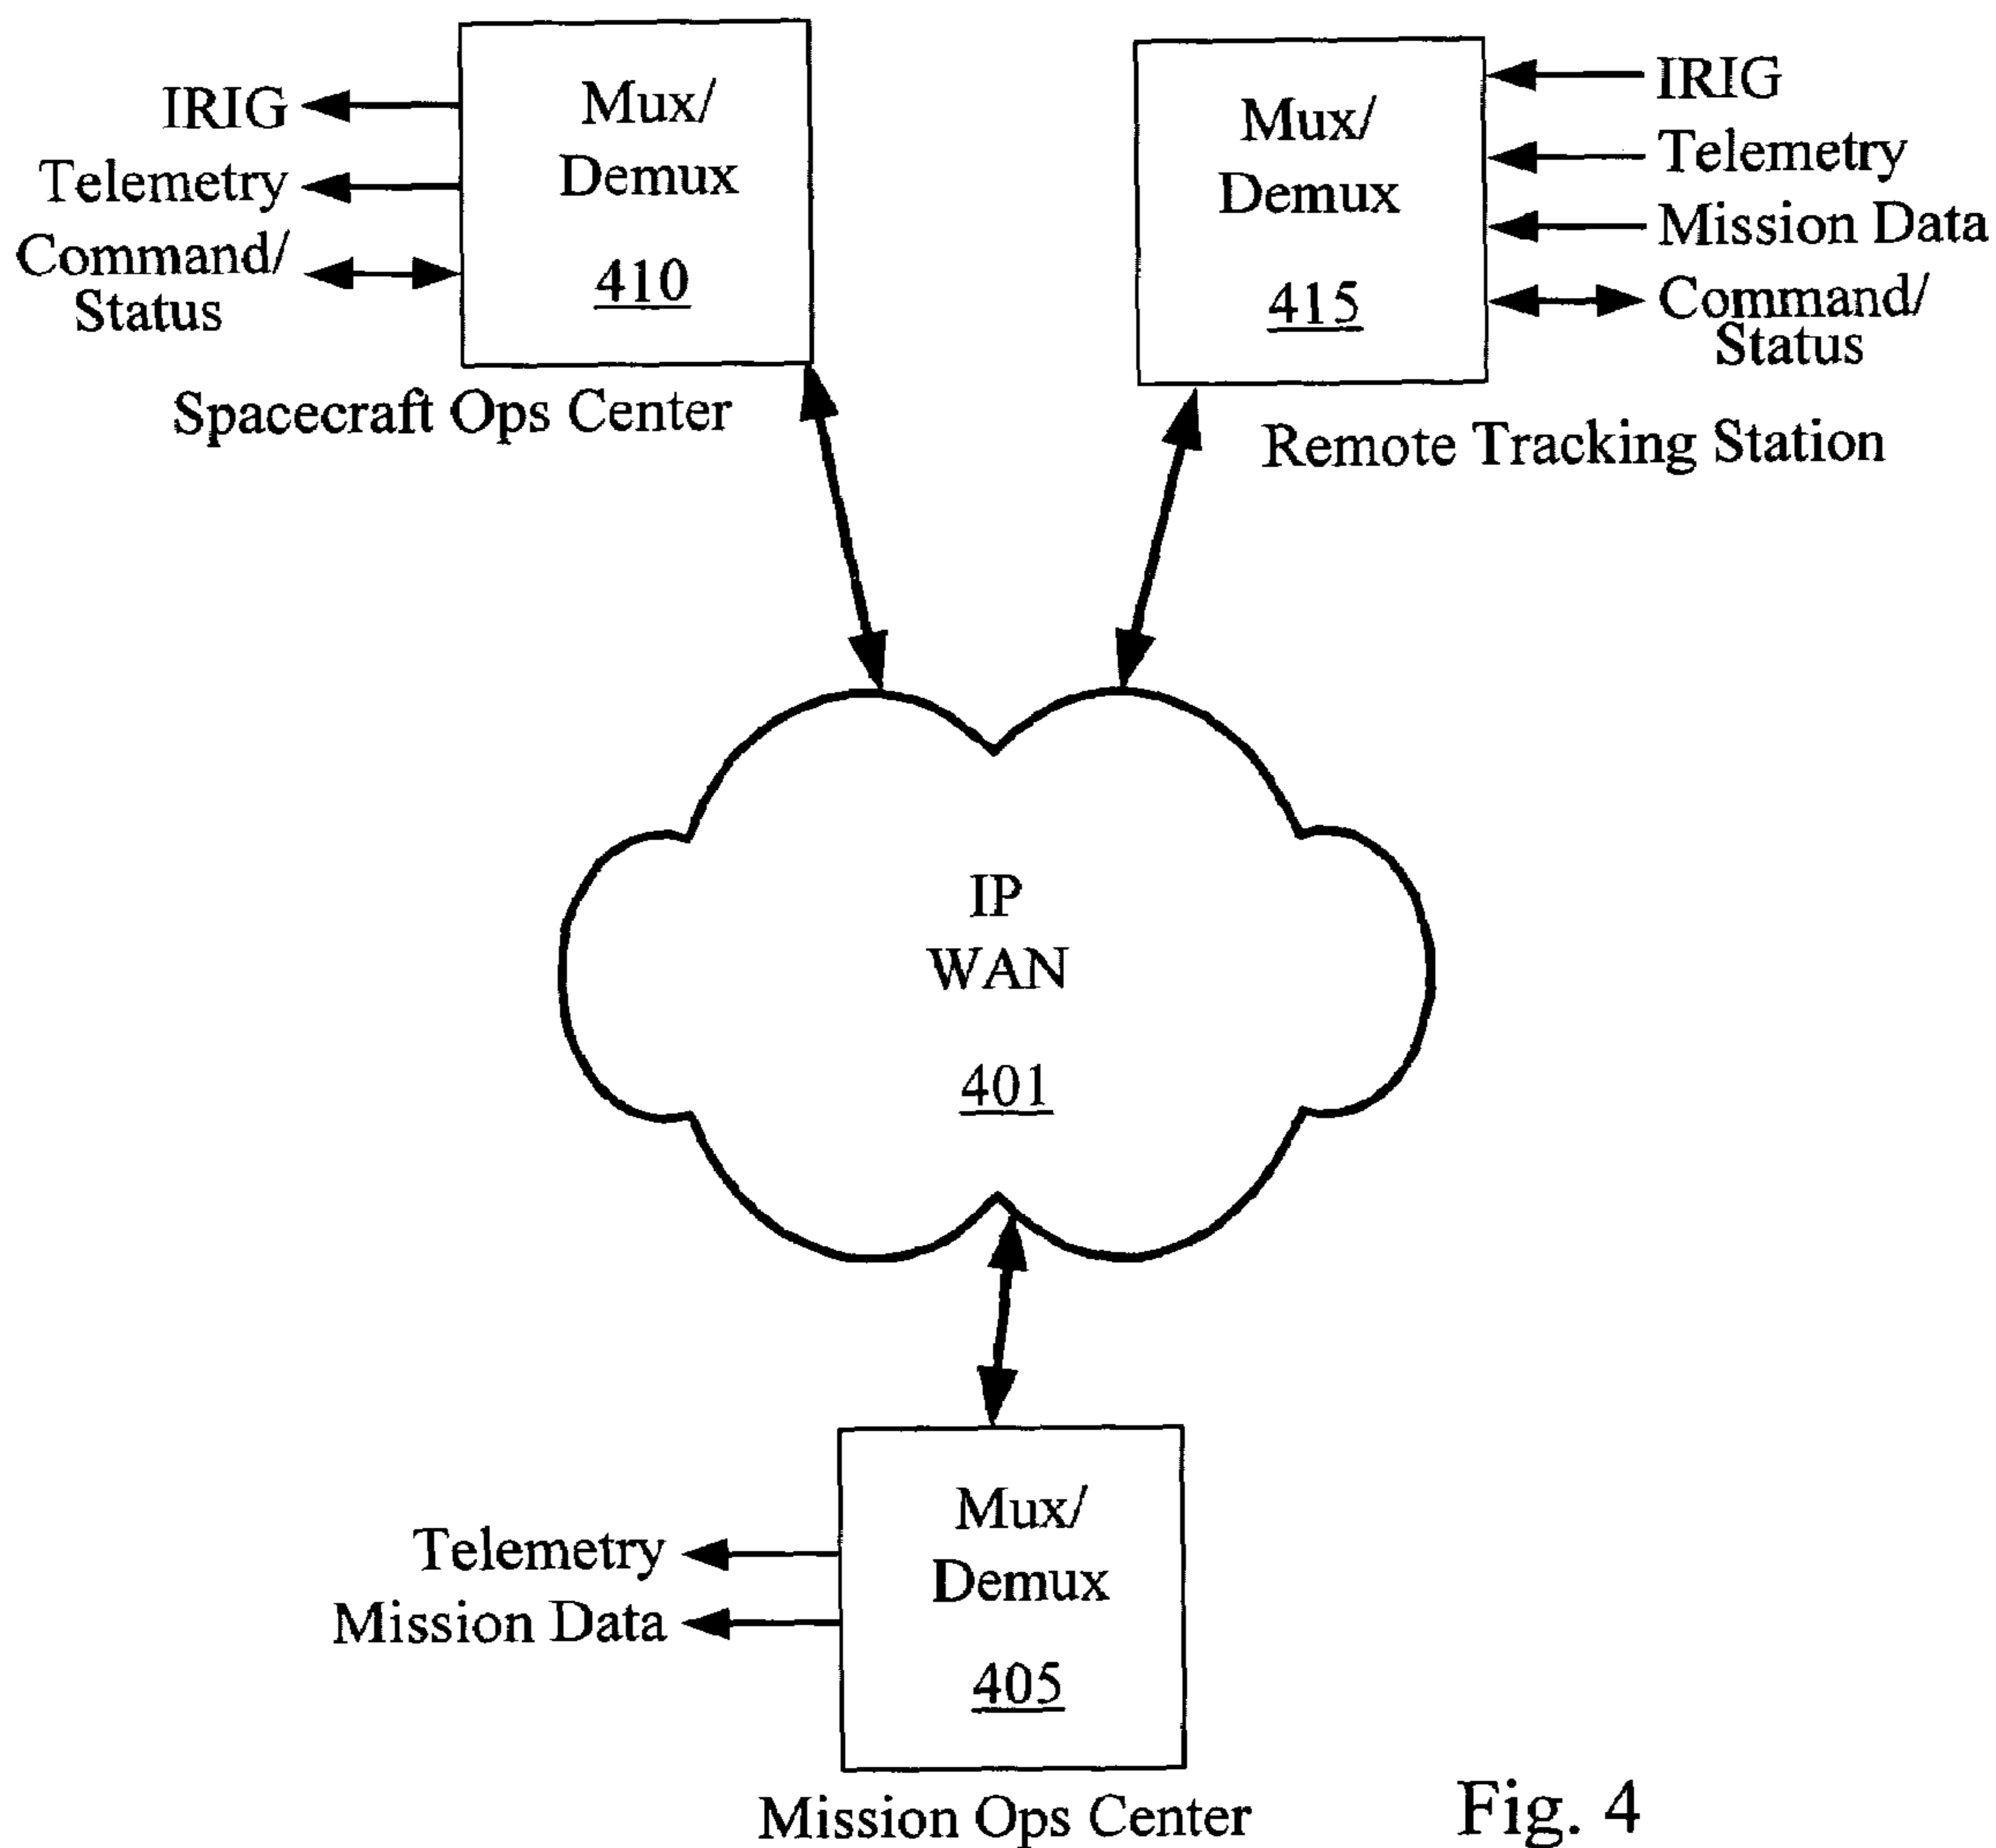 IRIG
Telemetry
Command/
Status
Mux/
Demux
410
Spacecraft Ops Center
Mux/
Demux
415
IRIG
Telemetry
Mission Data
Command/
Status
Remote Tracking Station
IP
WAN
401
Telemetry
Mission Data
Mux/
Demux
405
Mission Ops Center
Fig. 4